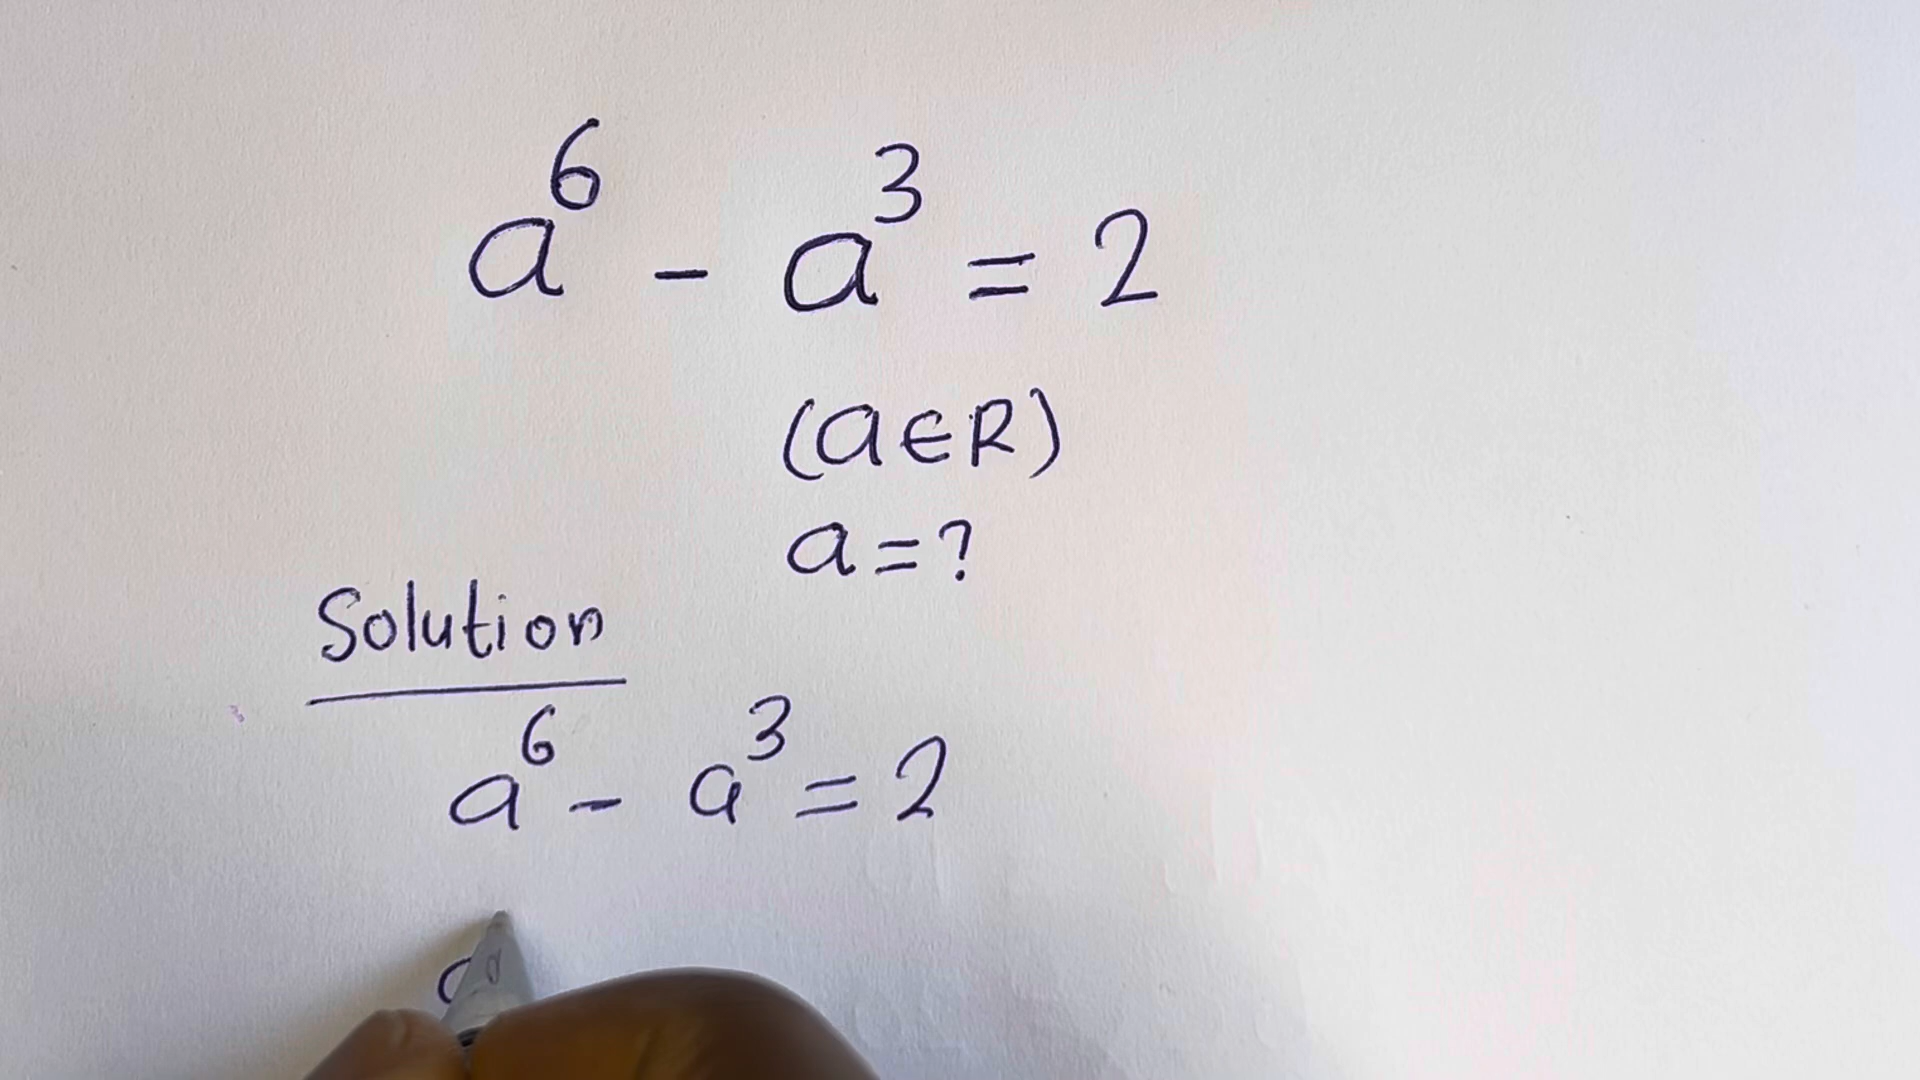 a⁶ - a³ = 2
(a∈R)
a = ?
Solution
a⁶ - a³ = 2